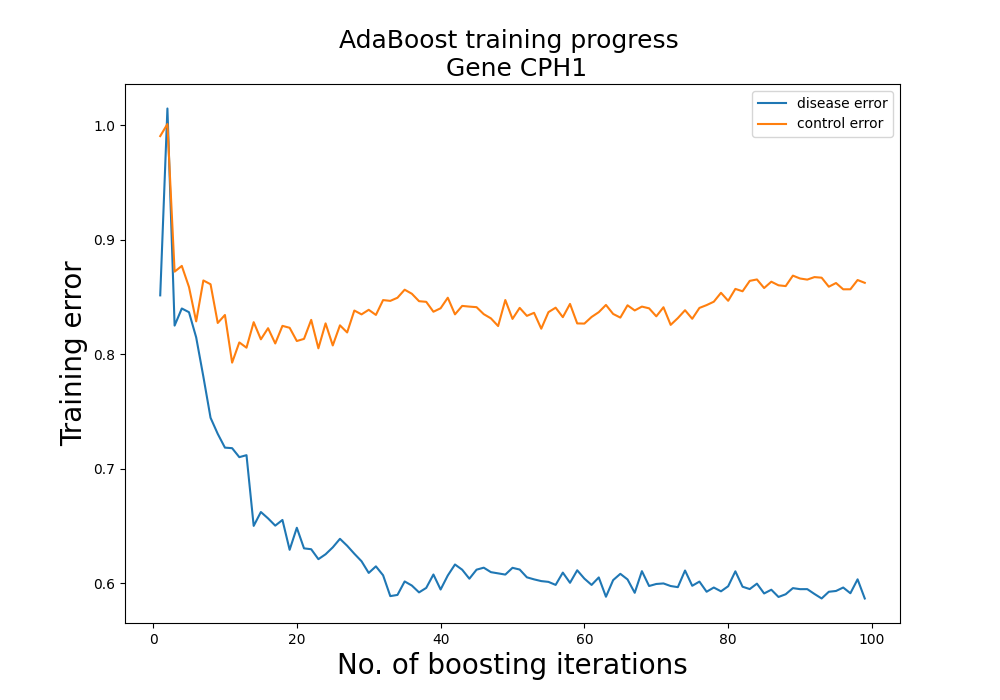 AdaBoost training progress
Gene CPH1
disease error
control error
Training error
1.0
0.9
0.8
0.7
0.6
0
20
40
60
80
100
No. of boosting iterations